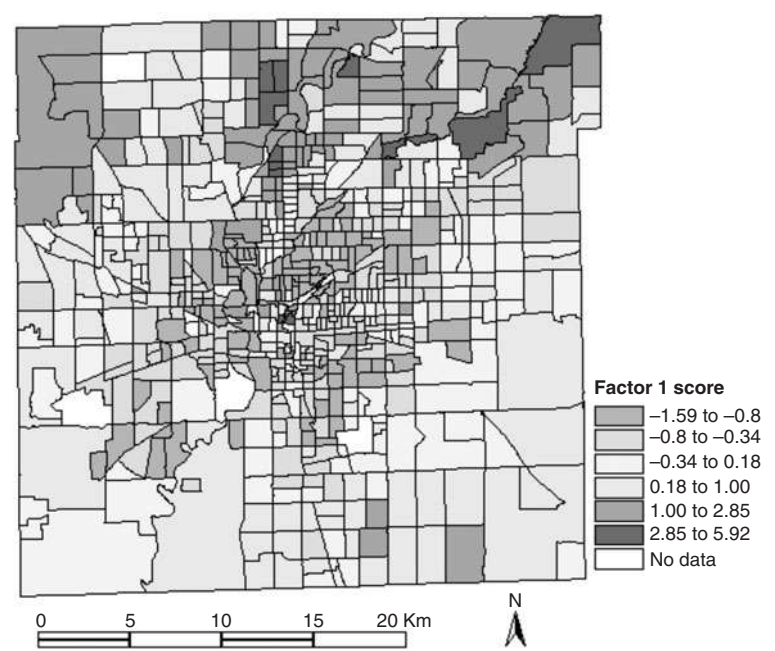 Factor 1 score
–1.59 to –0.8
–0.8 to –0.34
–0.34 to 0.18
0.18 to 1.00
1.00 to 2.85
2.85 to 5.92
No data
0 5 10 15 20 Km
N